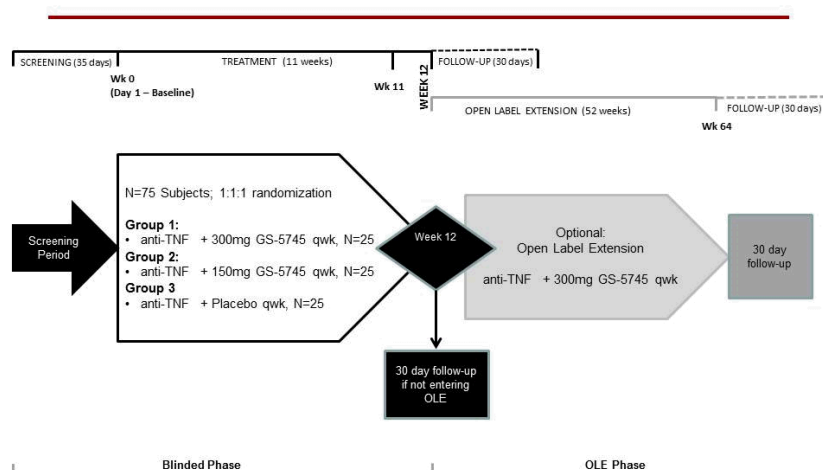 SCREENING (35 days)
TREATMENT (11 weeks)
FOLLOW-UP (30 days)
Wk 0
(Day 1 – Baseline)
Wk 11
WEEK 12
OPEN LABEL EXTENSION (52 weeks)
FOLLOW-UP (30 days)
Wk 64
Screening
Period
N=75 Subjects; 1:1:1 randomization
Group 1:
• anti-TNF + 300mg GS-5745 qwk, N=25
Group 2:
• anti-TNF + 150mg GS-5745 qwk, N=25
Group 3
• anti-TNF + Placebo qwk, N=25
Week 12
Optional:
Open Label Extension
anti-TNF + 300mg GS-5745 qwk
30 day
follow-up
30 day follow-up
if not entering
OLE
Blinded Phase
OLE Phase